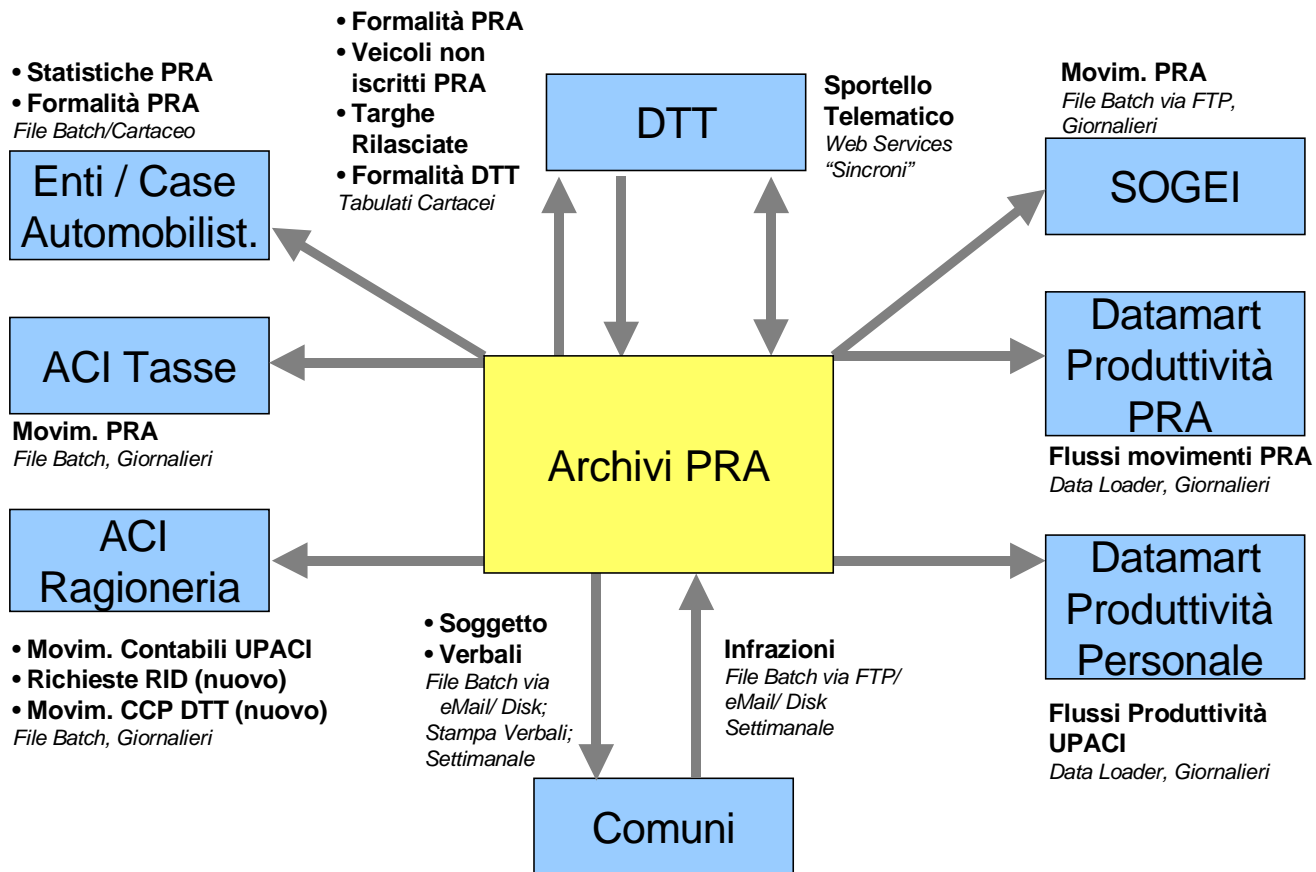 • Statistiche PRA
• Formalità PRA
File Batch/Cartaceo
Enti / Case
Automobilist.
• Formalità PRA
• Veicoli non
iscritti PRA
• Targhe
Rilasciate
• Formalità DTT
Tabulati Cartacei
DTT
Sportello
Telematico
Web Services
“Sincroni”
Movim. PRA
File Batch via FTP,
Giornalieri
SOGEI
ACI Tasse
Movim. PRA
File Batch, Giornalieri
Archivi PRA
Datamart
Produttività
PRA
Flussi movimenti PRA
Data Loader, Giornalieri
ACI
Ragioneria
• Movim. Contabili UPACI
• Richieste RID (nuovo)
• Movim. CCP DTT (nuovo)
File Batch, Giornalieri
• Soggetto
• Verbali
File Batch via
eMail/ Disk;
Stampa Verbali;
Settimanale
Infrazioni
File Batch via FTP/
eMail/ Disk
Settimanale
Datamart
Produttività
Personale
Flussi Produttività
UPACI
Data Loader, Giornalieri
Comuni